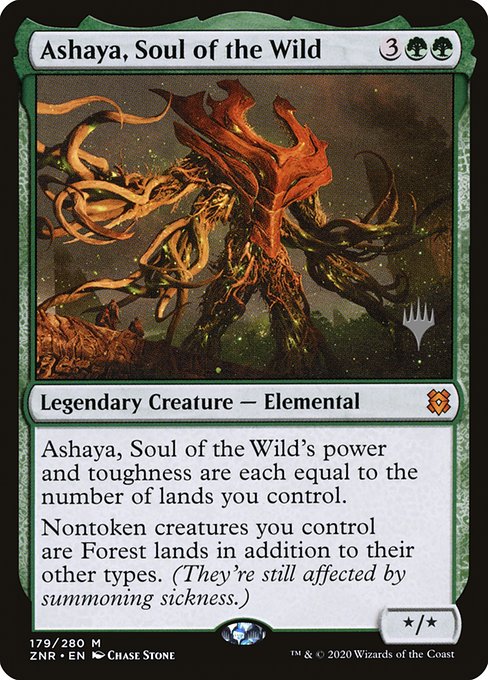 Ashaya, Soul of the Wild 3
Legendary Creature — Elemental
Ashaya, Soul of the Wild's power
and toughness are each equal to the
number of lands you control.
Nontoken creatures you control
are Forest lands in addition to their
other types. (They're still affected by
summoning sickness.)
*/*
179/280 M
ZNR • EN Chase Stone
™ & © 2020 Wizards of the Coast